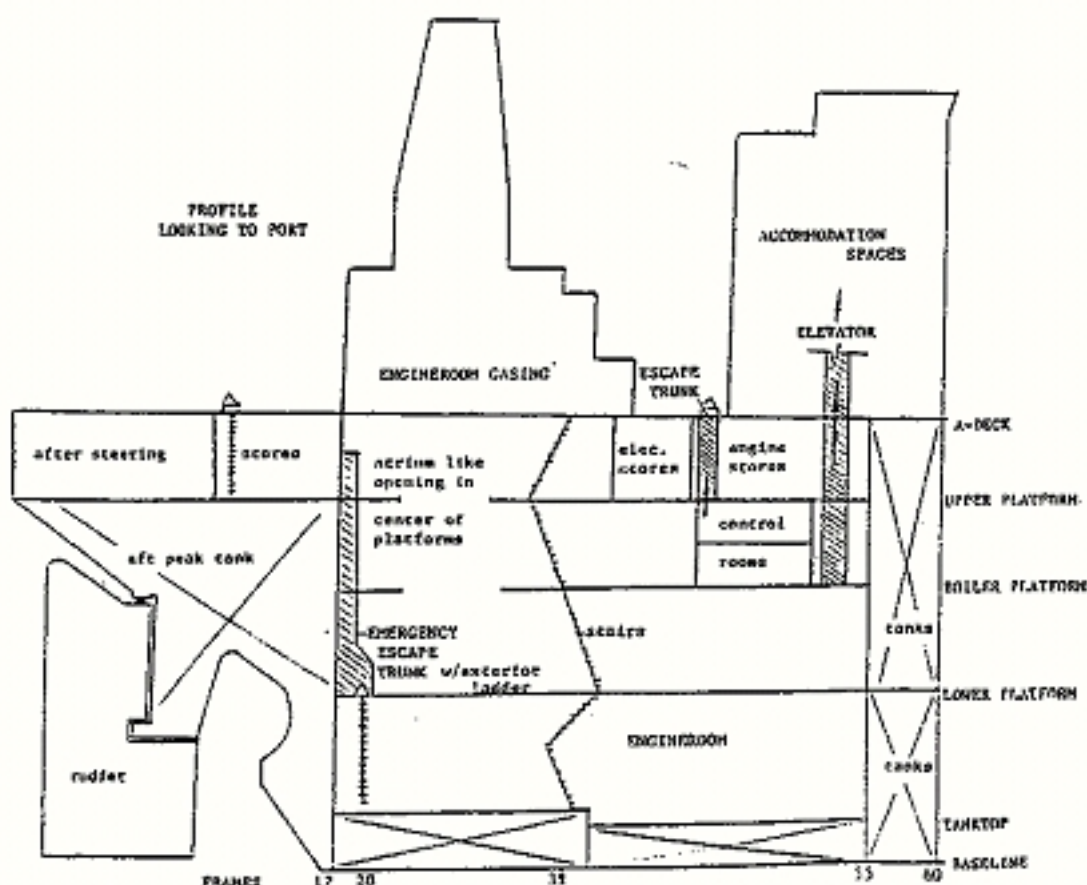 PROFILE
LOOKING TO PORT
ACCOMMODATION
SPACES
ELEVATOR
ENGINEROOM CASING
ESCAPE
TRUNK
A-DECK
after steering
stores
atrium like
opening in
elec.
stores
engine
stores
UPPER PLATFORM
center of
platforms
control
rooms
aft peak tank
BOILER PLATFORM
EMERGENCY
ESCAPE
TRUNK w/exterior
ladder
stairs
tanks
LOWER PLATFORM
ENGINEROOM
rudder
tanks
TANKTOP
BASELINE
FRAMES 17 20
60